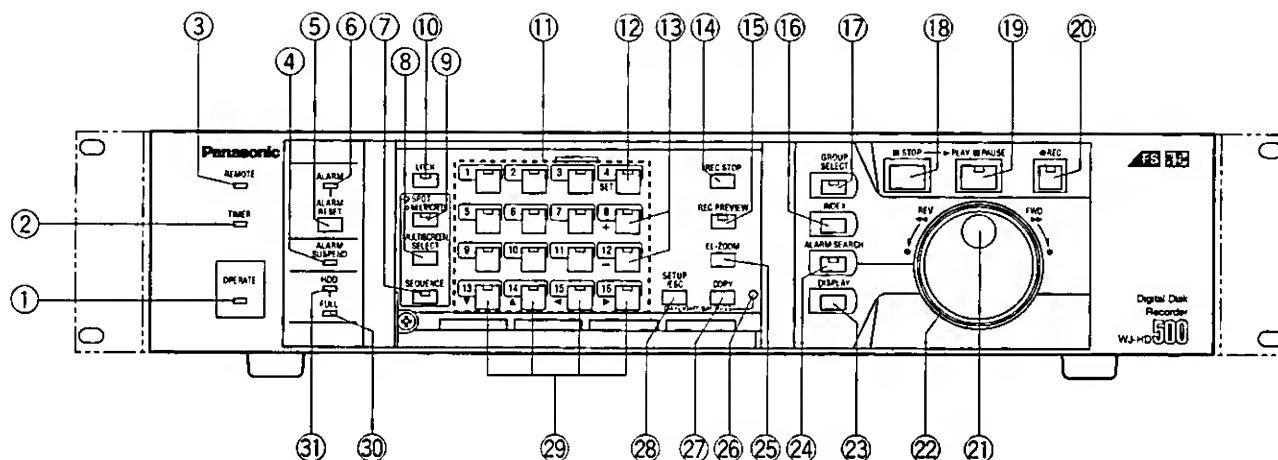 ③ ⑤ ⑥ ⑦ ⑩ ⑪ ⑫ ⑬ ⑭ ⑮ ⑯ ⑰ ⑱ ⑲ ⑳
④ ⑧ ⑨
Panasonic
REMOTE
TIMER
OPERATE
② ①
ALARM
ALARM
RESET
ALARM
SUSPEND
HDD
FULL
LOCK
SPOT
MULTISCREEN
SELECT
SEQUENCE
1 2 3 4
SET
5 6 7 8
+
9 10 11 12
-
13 14 15 16
▼ ▲ ◀ ▶
REC STOP
REC PREVIEW
EL-ZOOM
SETUP
/ESC
COPY
GROUP
SELECT
INDEX
ALARM SEARCH
DISPLAY
■STOP ▶PLAY PAUSE ●REC
REV FWD
FS
Digital Disk
Recorder
WJ-HD500
㉛ ㉚ ㉙ ㉘ ㉗ ㉖ ㉕ ㉔ ㉓ ㉒ ㉑